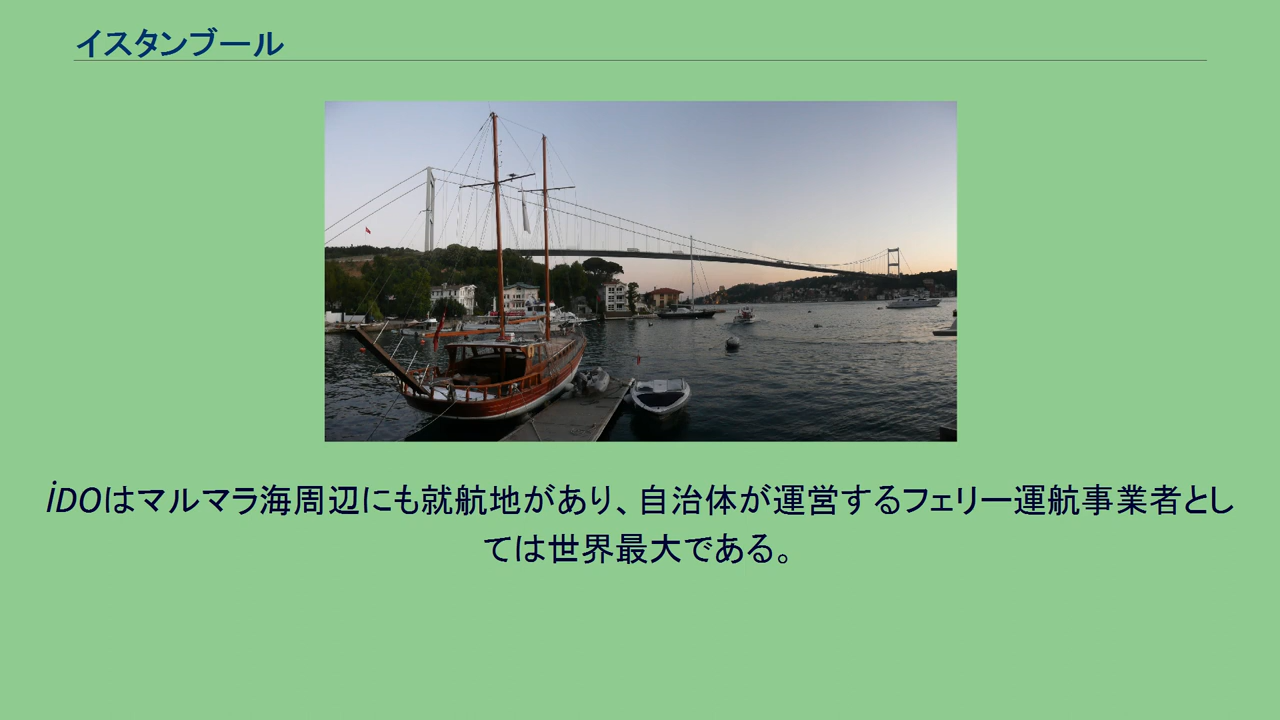 イスタンブール
İDOはマルマラ海周辺にも就航地があり、自治体が運営するフェリー運航事業者とし
ては世界最大である。